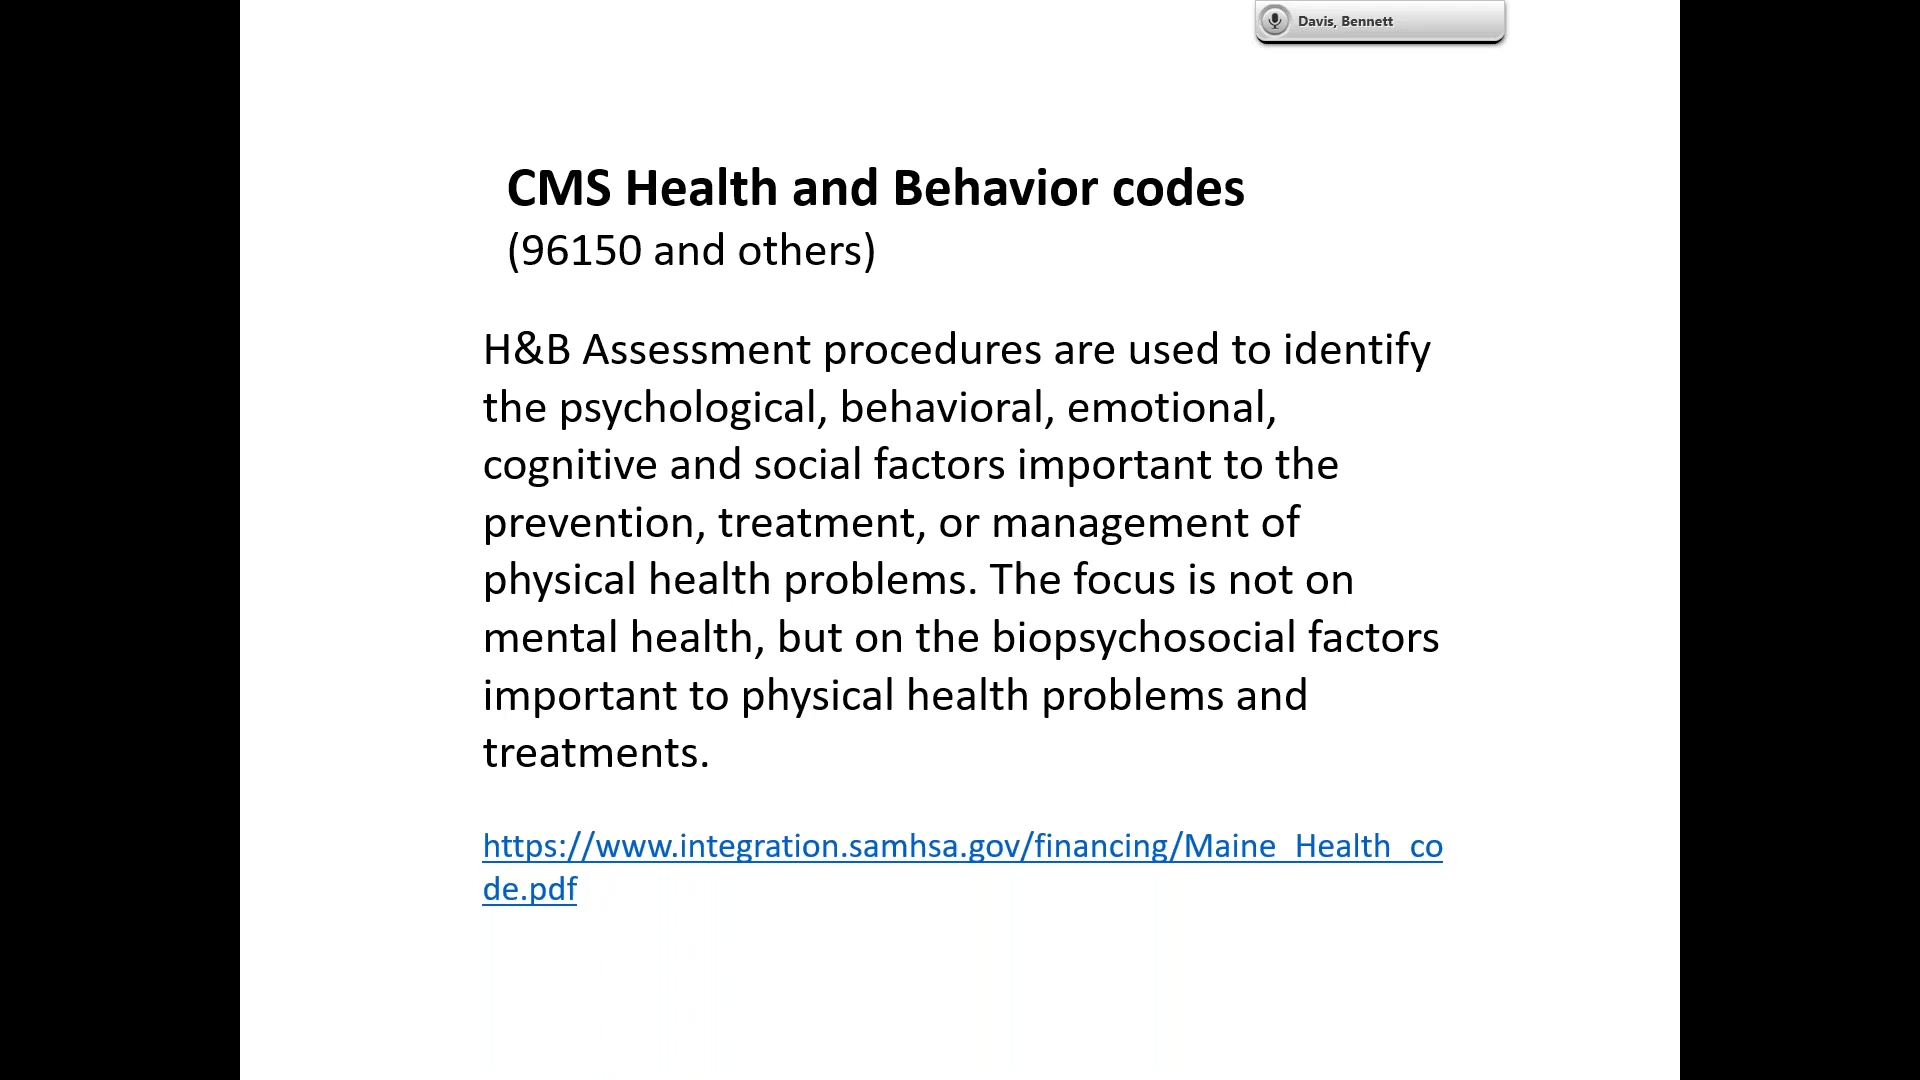 Davis, Bennett
CMS Health and Behavior codes
(96150 and others)
H&B Assessment procedures are used to identify
the psychological, behavioral, emotional,
cognitive and social factors important to the
prevention, treatment, or management of
physical health problems. The focus is not on
mental health, but on the biopsychosocial factors
important to physical health problems and
treatments.
https://www.integration.samhsa.gov/financing/Maine_Health_co
de.pdf